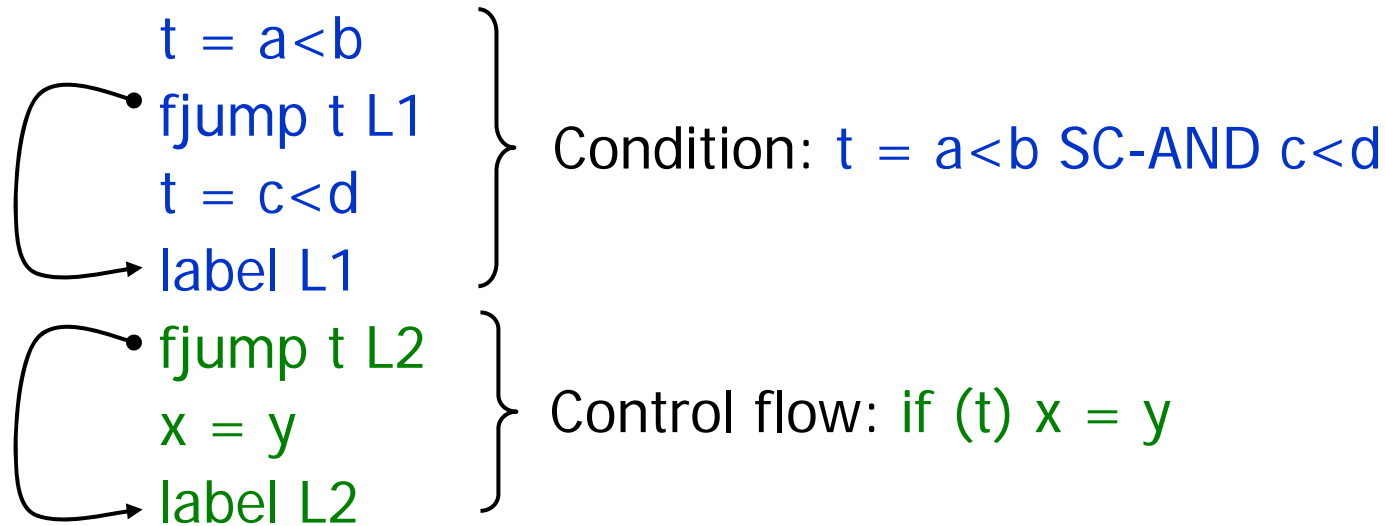 t = a<b
fjump t L1
t = c<d
label L1
Condition: t = a<b SC-AND c<d
fjump t L2
x = y
label L2
Control flow: if (t) x = y